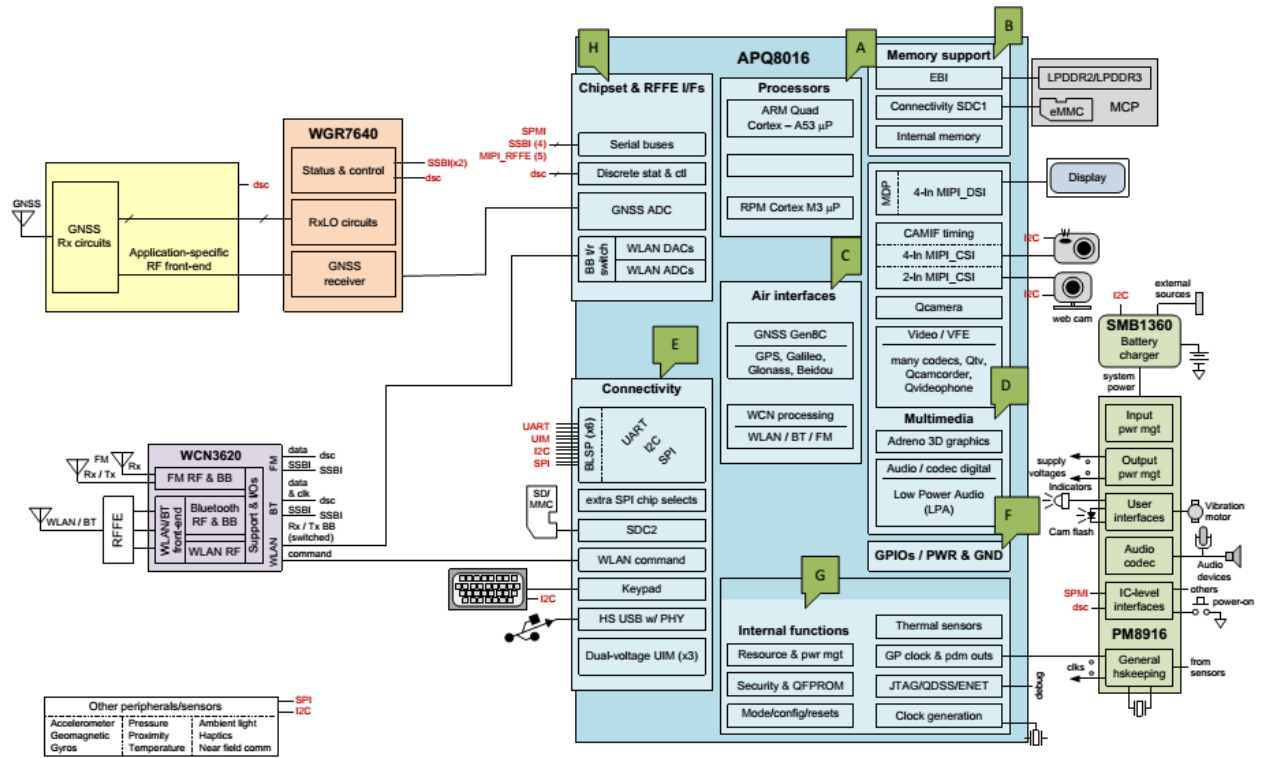 H
A
B
APQ8016
Memory support
EBI
LPDDR2/LPDDR3
Connectivity SDC1
eMMC
MCP
Internal memory
Chipset & RFFE I/Fs
SPMI
SSBI (4)
MIPI_RFFE (5)
Serial buses
dsc
Discrete stat & ctl
GNSS ADC
BB t/r
switch
WLAN DACs
WLAN ADCs
Processors
ARM Quad
Cortex – A53 µP
RPM Cortex M3 µP
MDP
4-ln MIPI_DSI
Display
CAMIF timing
4-ln MIPI_CSI
2-ln MIPI_CSI
I2C
I2C
web cam
Qcamera
Video / VFE
many codecs, Qtv,
Qcamcorder,
Qvideophone
D
Multimedia
Adreno 3D graphics
Audio / codec digital
Low Power Audio
(LPA)
F
GPIOs / PWR & GND
C
Air interfaces
GNSS Gen8C
GPS, Galileo,
Glonass, Beidou
WCN processing
WLAN / BT / FM
WGR7640
Status & control
SSBI(x2)
dsc
RxLO circuits
GNSS
receiver
GNSS
GNSS
Rx circuits
dsc
Application-specific
RF front-end
E
Connectivity
UART
UIM
I2C
SPI
BLSP (x6)
UART
I2C
SPI
extra SPI chip selects
SD/
MMC
SDC2
WLAN command
Keypad
I2C
HS USB w/ PHY
Dual-voltage UIM (x3)
WCN3620
FM
Rx
Rx / Tx
FM RF & BB
WLAN / BT
RFFE
WLAN/BT
front-end
Bluetooth
RF & BB
WLAN RF
Support & I/Os
FM
BT
WLAN
data
dsc
SSBI
SSBI
data
& clk
dsc
SSBI
SSBI
Rx / Tx BB
(switched)
command
G
Internal functions
Resource & pwr mgt
Security & QFPROM
Mode/config/resets
Thermal sensors
GP clock & pdm outs
JTAG/QDSS/ENET
debug
Clock generation
I2C
external
sources
SMB1360
Battery
charger
system
power
Input
pwr mgt
supply
voltages
Output
pwr mgt
Indicators
Cam flash
User
interfaces
Vibration
motor
Audio
codec
Audio
devices
SPMI
dsc
IC-level
interfaces
others
power-on
PM8916
clks
General
hskeeping
from
sensors
Other peripherals/sensors
SPI
I2C
Accelerometer Pressure Ambient light
Geomagnetic Proximity Haptics
Gyros Temperature Near field comm